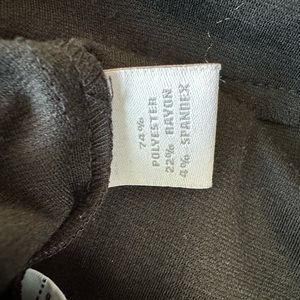 74%
POLYESTER
22% RAYON
4% SPANDEX